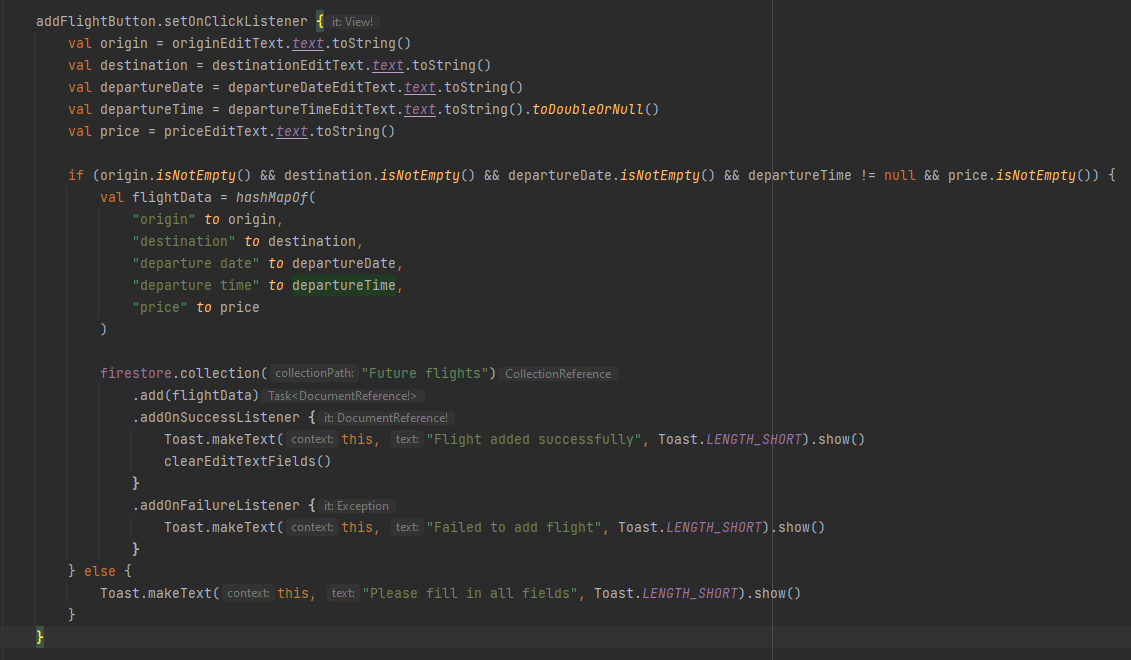 addFlightButton.setOnClickListener { it: View!
val origin = originEditText.text.toString()
val destination = destinationEditText.text.toString()
val departureDate = departureDateEditText.text.toString()
val departureTime = departureTimeEditText.text.toString().toDoubleOrNull()
val price = priceEditText.text.toString()
if (origin.isNotEmpty() && destination.isNotEmpty() && departureDate.isNotEmpty() && departureTime != null && price.isNotEmpty()) {
val flightData = hashMapOf(
"origin" to origin,
"destination" to destination,
"departure date" to departureDate,
"departure time" to departureTime,
"price" to price
)
firestore.collection( collectionPath: "Future flights") CollectionReference
.add(flightData) Task<DocumentReference!>
.addOnSuccessListener { it: DocumentReference!
Toast.makeText( context: this, text: "Flight added successfully", Toast.LENGTH_SHORT).show()
clearEditTextFields()
}
.addOnFailureListener { it: Exception
Toast.makeText( context: this, text: "Failed to add flight", Toast.LENGTH_SHORT).show()
}
} else {
Toast.makeText( context: this, text: "Please fill in all fields", Toast.LENGTH_SHORT).show()
}
}